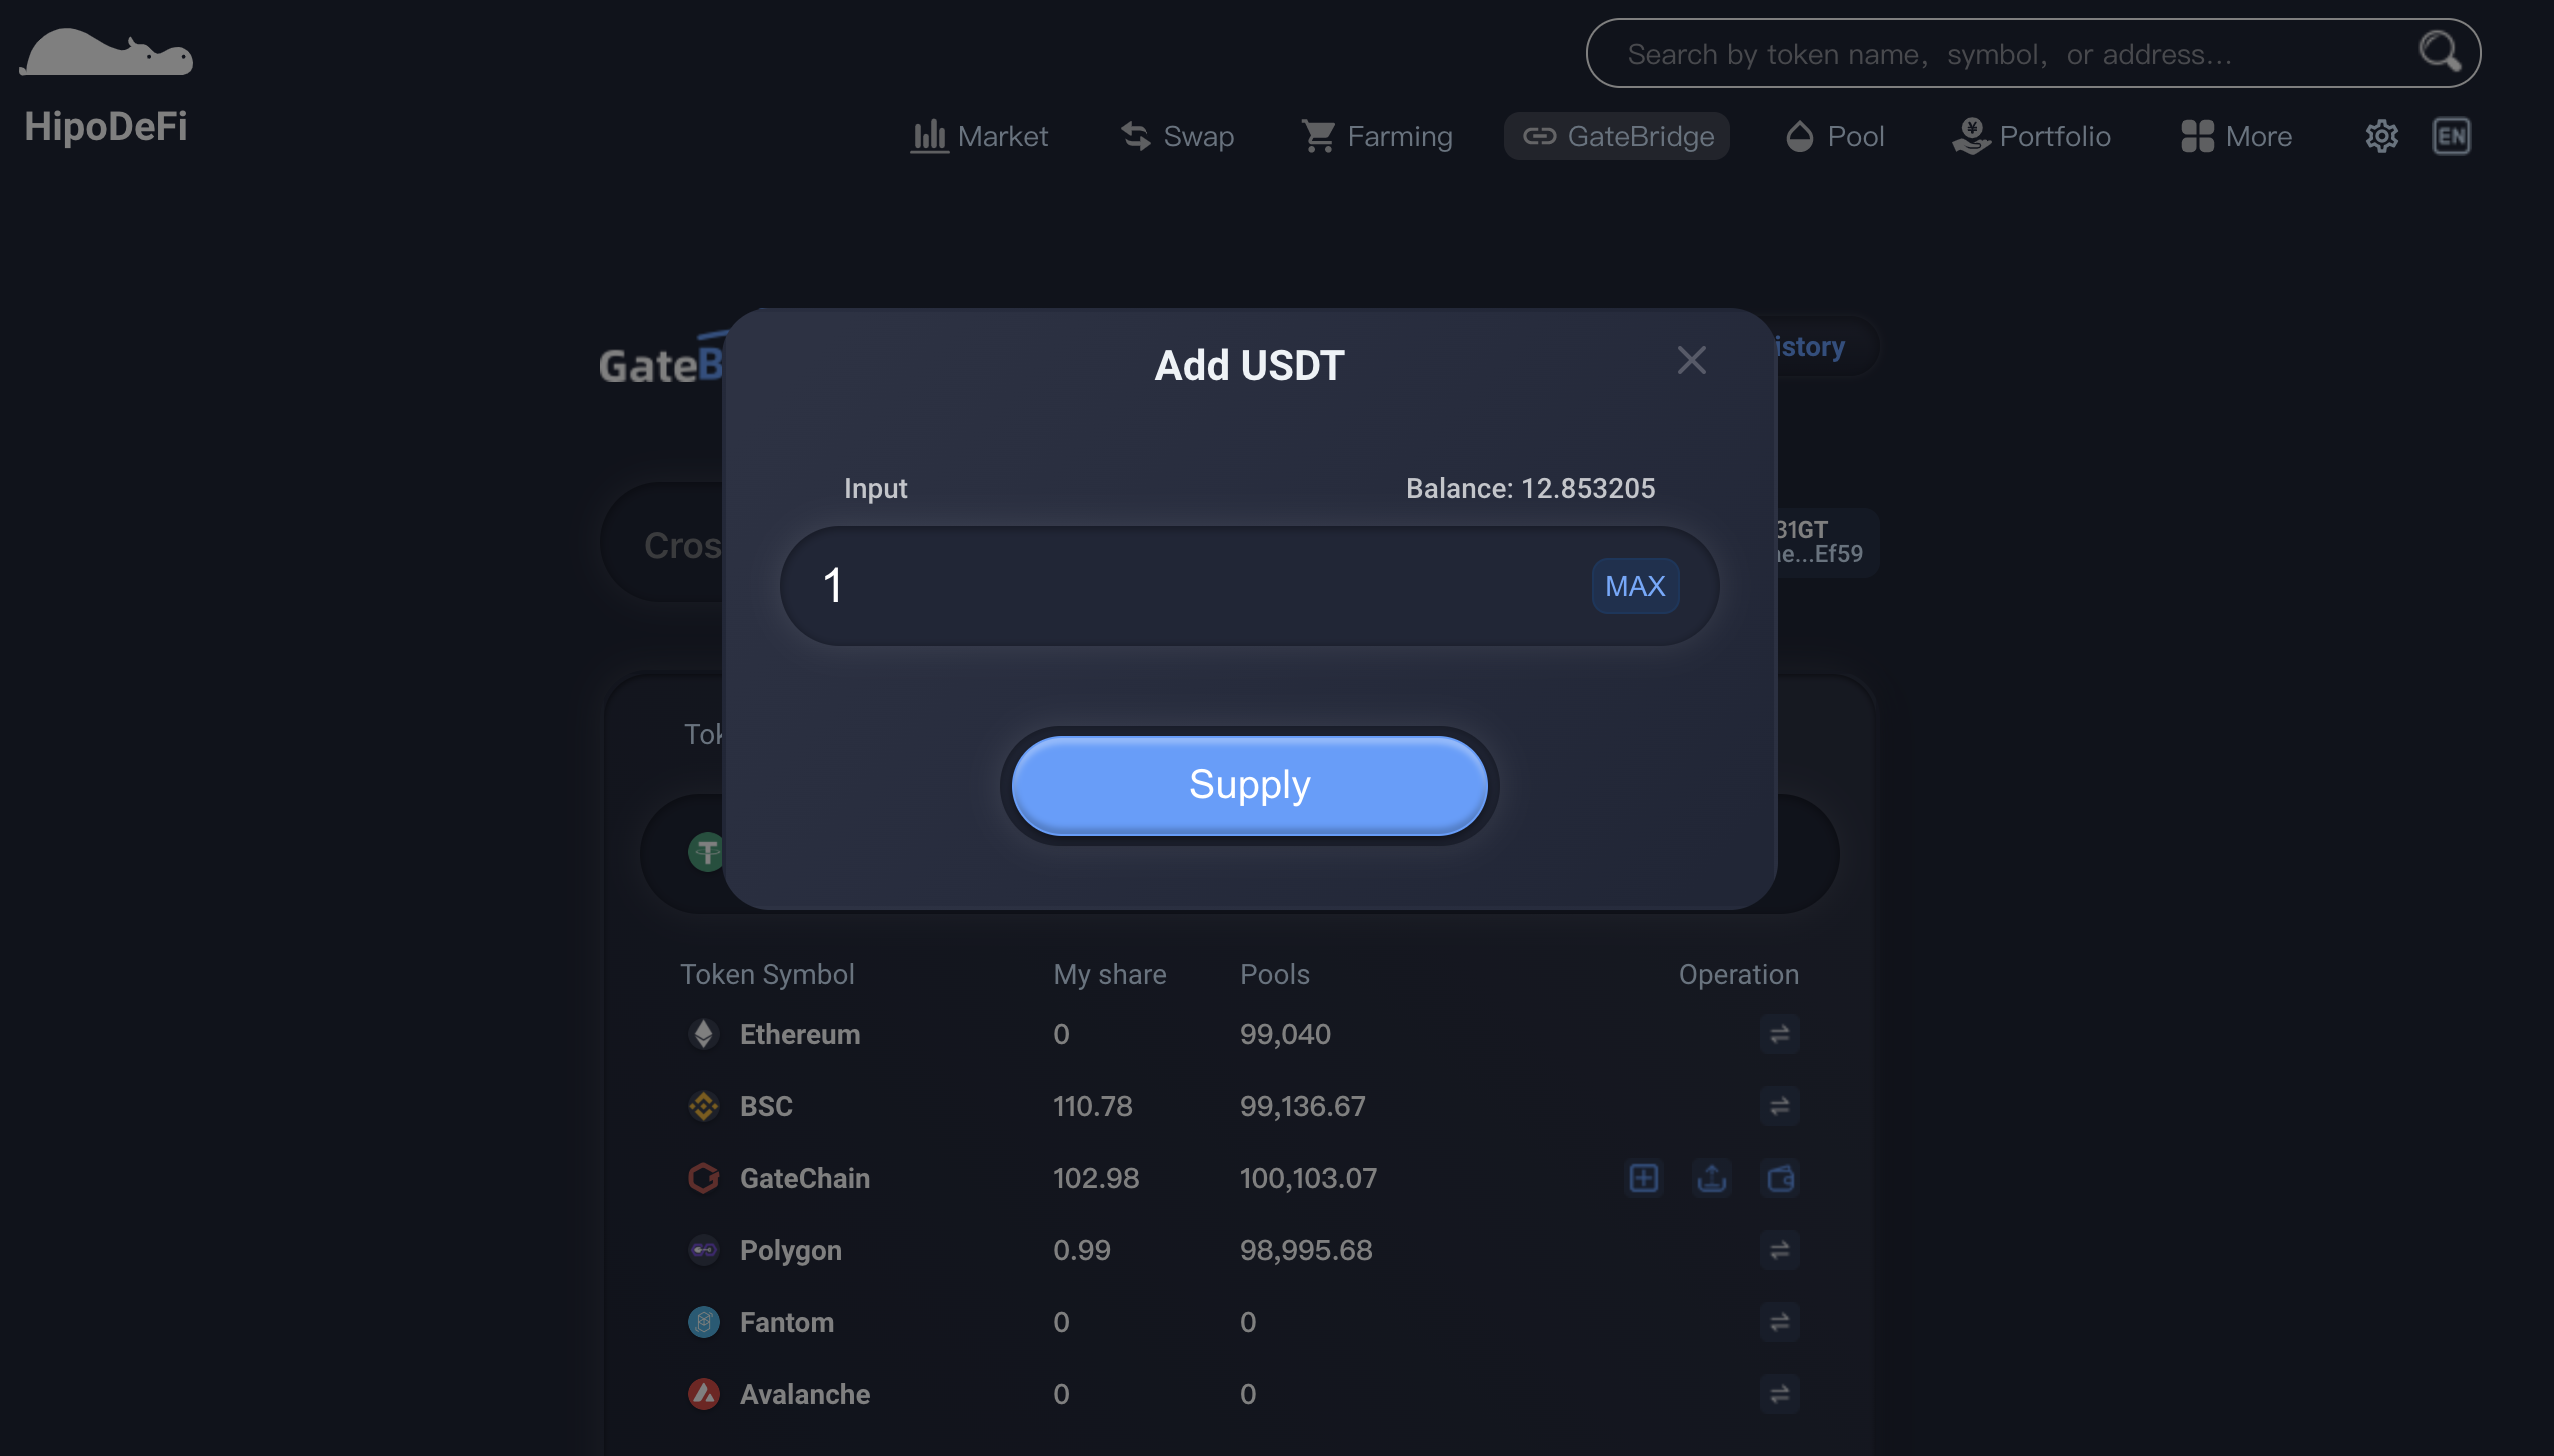 Search by token name, symbol, or address...
HipoDeFi
Market Swap Farming GateBridge Pool Portfolio More EN
Gate
Add USDT
istory
Input Balance: 12.853205
1 MAX
Cros
31GT
...Ef59
Tok
Supply
Token Symbol My share Pools Operation
Ethereum 0 99,040
BSC 110.78 99,136.67
GateChain 102.98 100,103.07
Polygon 0.99 98,995.68
Fantom 0 0
Avalanche 0 0